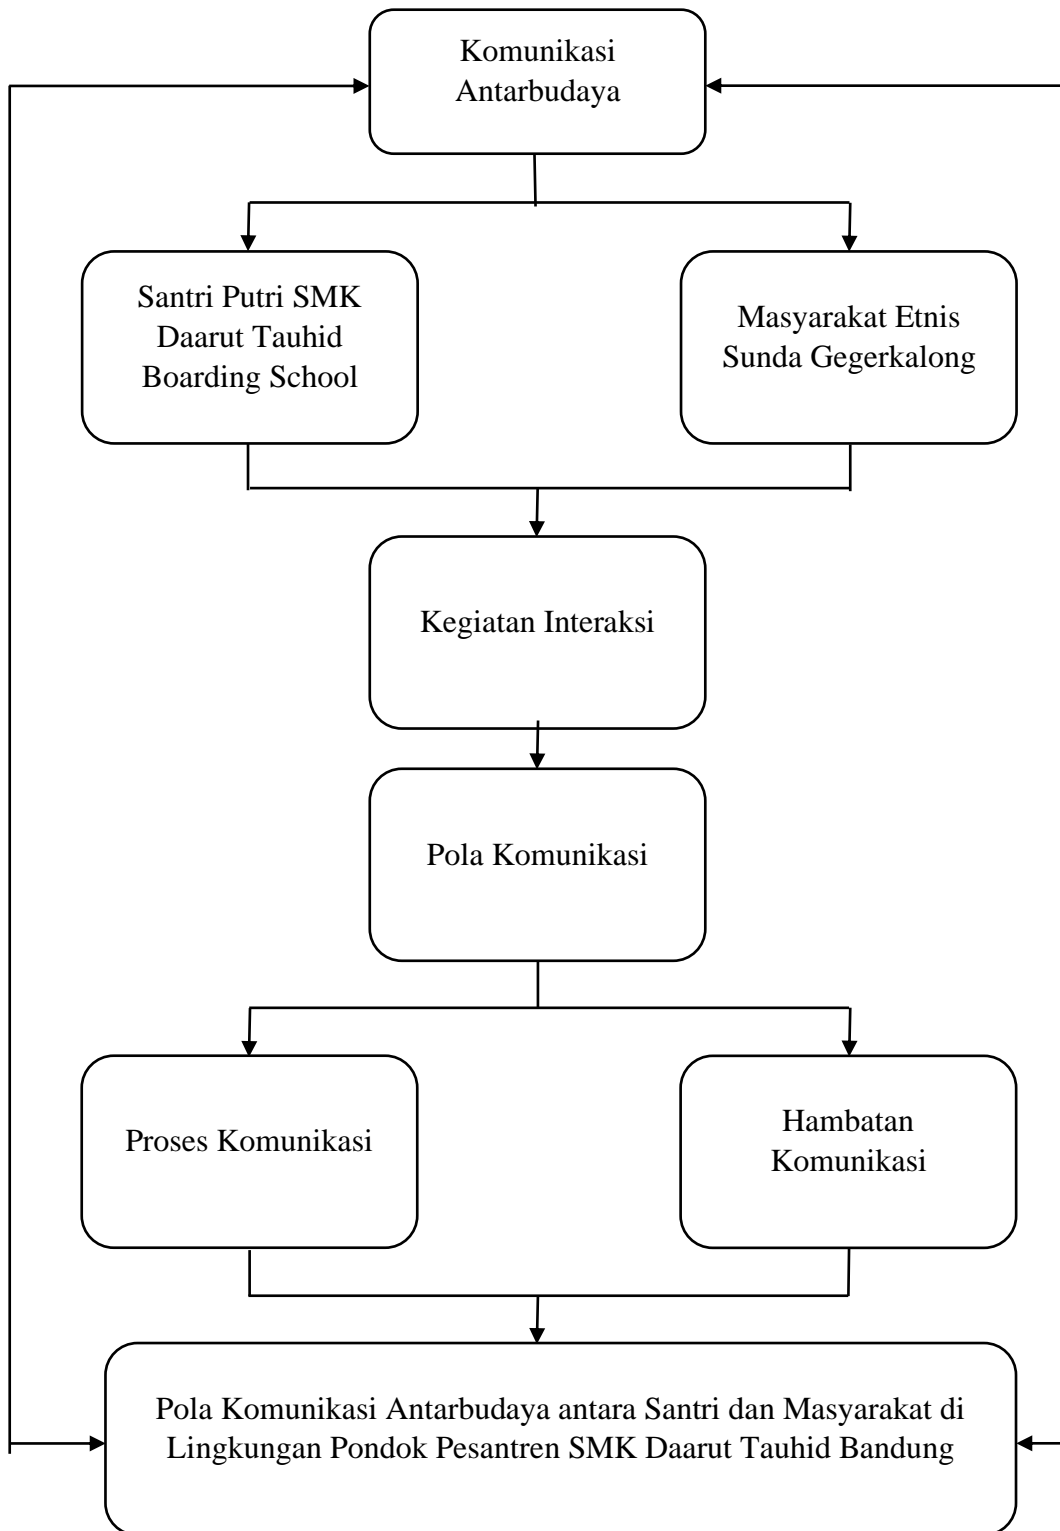 Komunikasi
Antarbudaya
Santri Putri SMK
Daarut Tauhid
Boarding School
Masyarakat Etnis
Sunda Gegerkalong
Kegiatan Interaksi
Pola Komunikasi
Proses Komunikasi
Hambatan
Komunikasi
Pola Komunikasi Antarbudaya antara Santri dan Masyarakat di
Lingkungan Pondok Pesantren SMK Daarut Tauhid Bandung